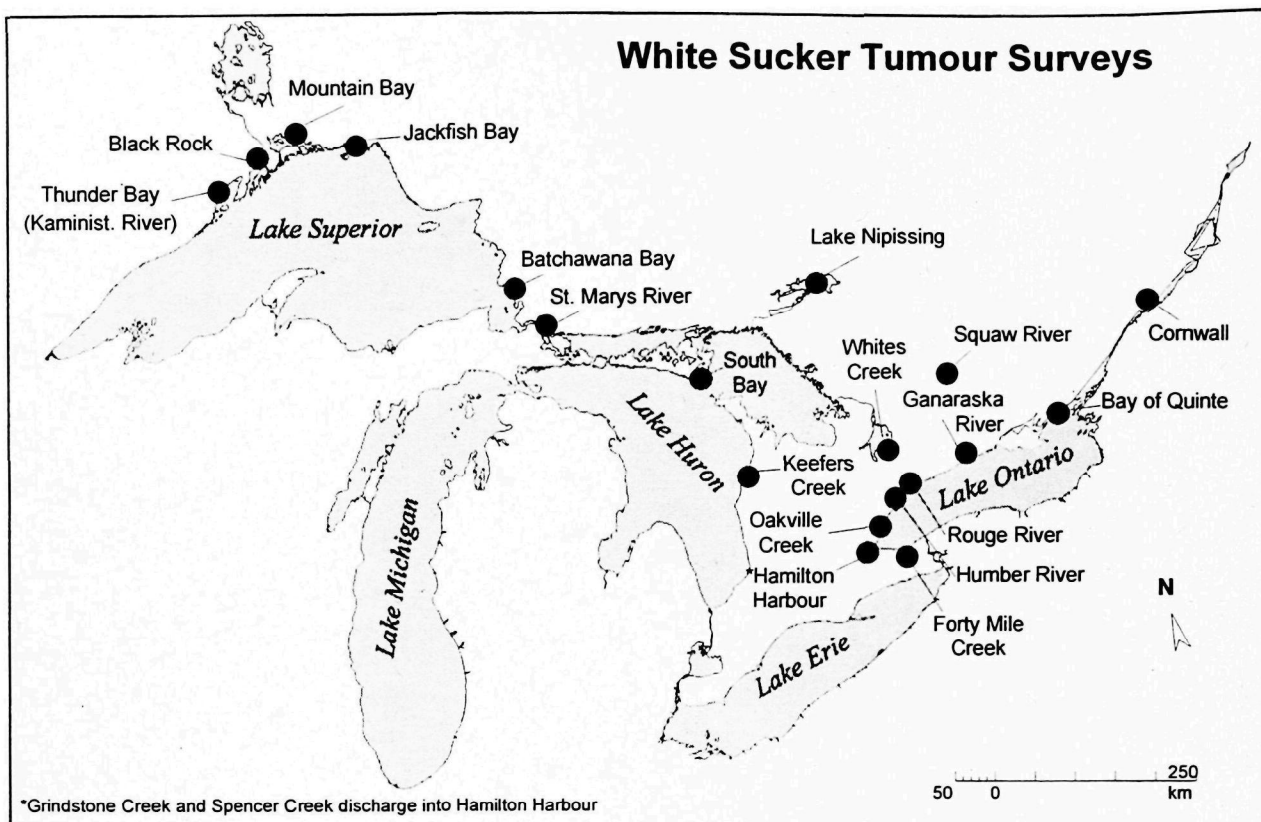 White Sucker Tumour Surveys
Mountain Bay
Jackfish Bay
Black Rock
Thunder Bay
(Kaminist. River)
Lake Superior
Lake Nipissing
Batchawana Bay
St. Marys River
Cornwall
Squaw River
Whites
Creek
South
Bay
Ganaraska
River
Bay of Quinte
Lake Huron
Keefers
Creek
Lake Ontario
Oakville
Creek
Rouge River
*Hamilton
Harbour
Humber River
N
Lake Michigan
Forty Mile
Creek
Lake Erie
250
50 0 km
*Grindstone Creek and Spencer Creek discharge into Hamilton Harbour